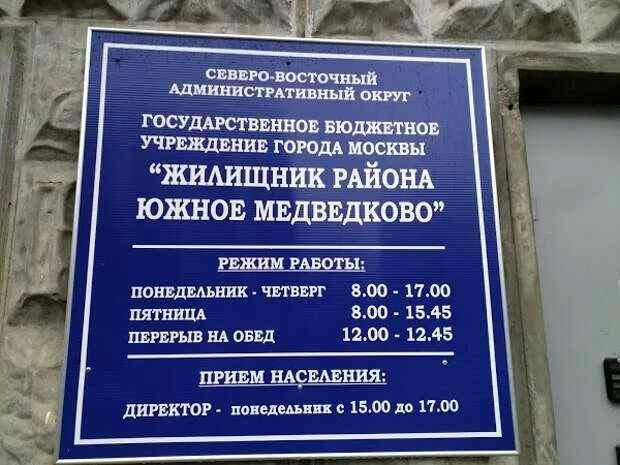 СЕВЕРО-ВОСТОЧНЫЙ
АДМИНИСТРАТИВНЫЙ ОКРУГ
ГОСУДАРСТВЕННОЕ БЮДЖЕТНОЕ
УЧРЕЖДЕНИЕ ГОРОДА МОСКВЫ
“ЖИЛИЩНИК РАЙОНА
ЮЖНОЕ МЕДВЕДКОВО”
РЕЖИМ РАБОТЫ:
ПОНЕДЕЛЬНИК - ЧЕТВЕРГ 8.00 - 17.00
ПЯТНИЦА 8.00 - 15.45
ПЕРЕРЫВ НА ОБЕД 12.00 - 12.45
ПРИЕМ НАСЕЛЕНИЯ:
ДИРЕКТОР - понедельник с 15.00 до 17.00